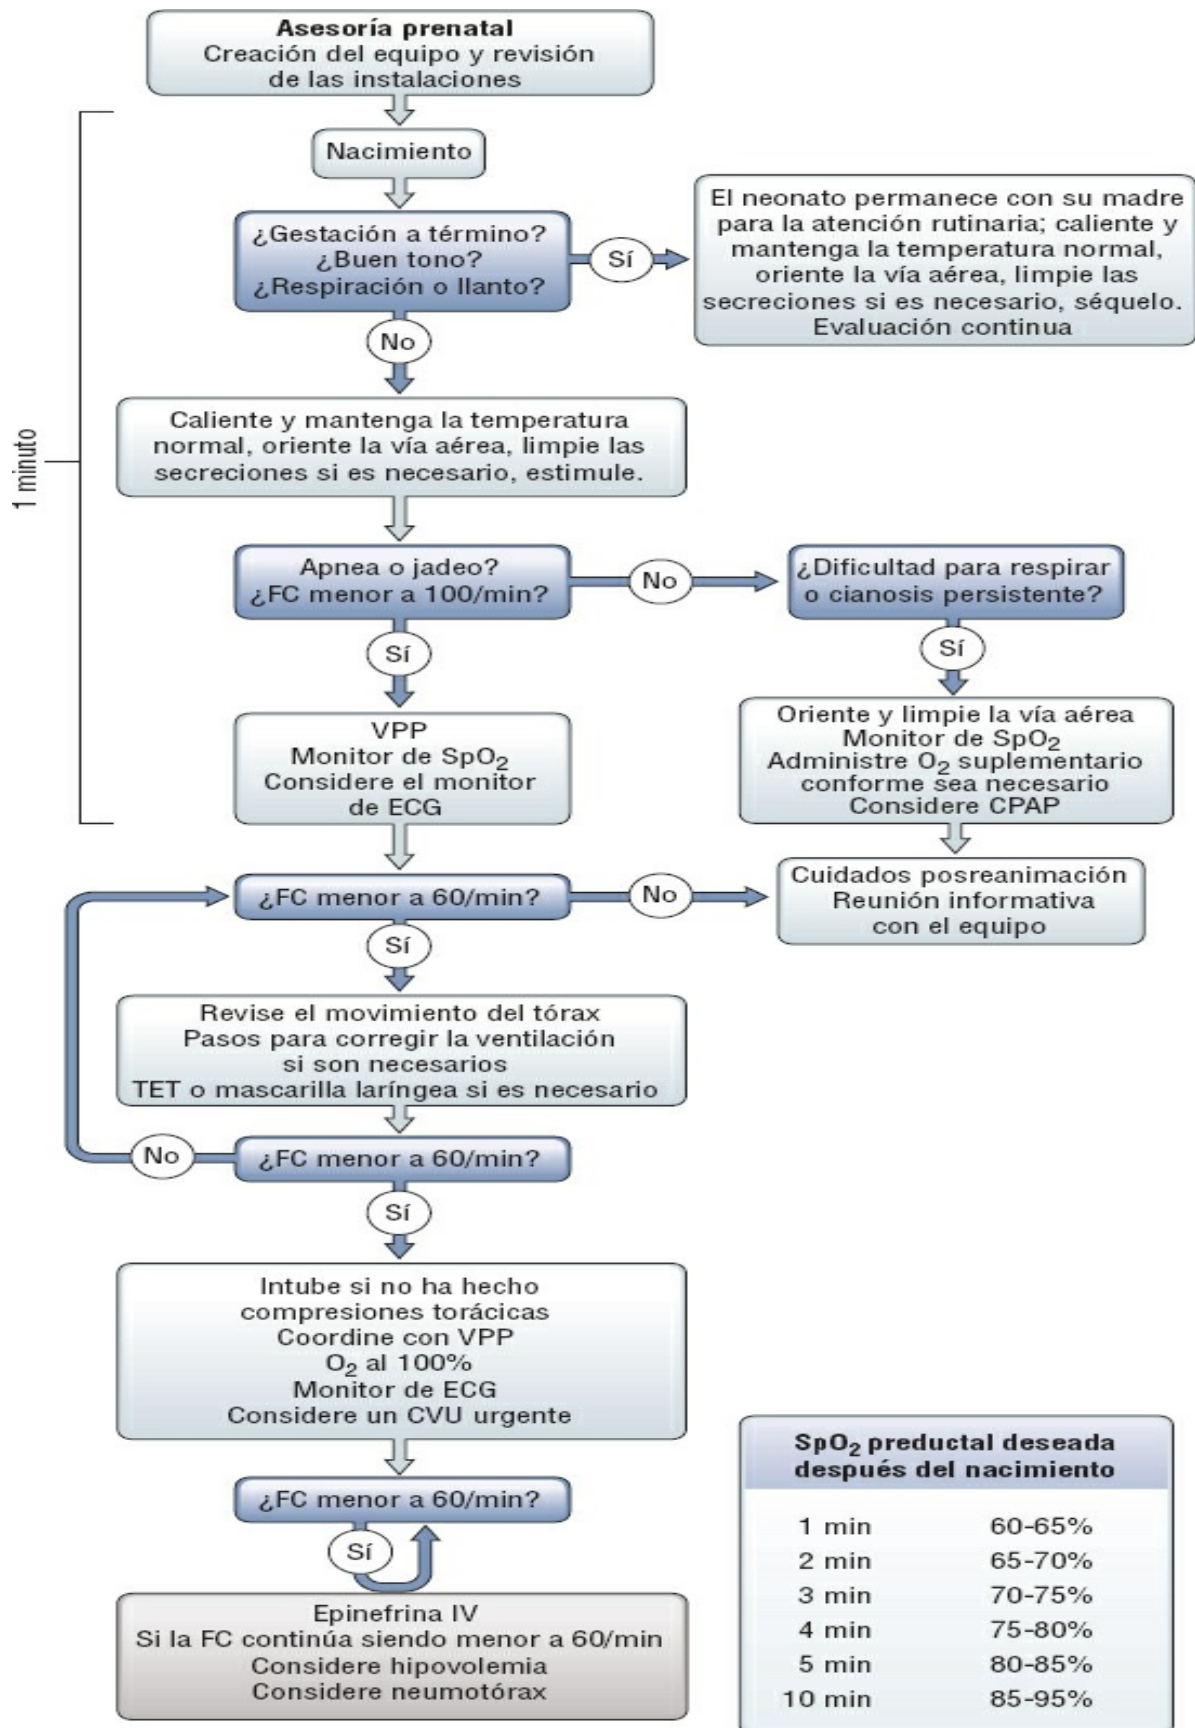 Asesoría prenatal
Creación del equipo y revisión
de las instalaciones
1 minuto
Nacimiento
¿Gestación a término?
¿Buen tono?
¿Respiración o llanto?
Sí
El neonato permanece con su madre
para la atención rutinaria; caliente y
mantenga la temperatura normal,
oriente la vía aérea, limpie las
secreciones si es necesario, séquelo.
Evaluación continua
No
Caliente y mantenga la temperatura
normal, oriente la vía aérea, limpie las
secreciones si es necesario, estimule.
Apnea o jadeo?
¿FC menor a 100/min?
No
¿Dificultad para respirar
o cianosis persistente?
Sí
Sí
VPP
Monitor de SpO₂
Considere el monitor
de ECG
Oriente y limpie la vía aérea
Monitor de SpO₂
Administre O₂ suplementario
conforme sea necesario
Considere CPAP
¿FC menor a 60/min?
No
Cuidados posreanimación
Reunión informativa
con el equipo
Sí
Revise el movimiento del tórax
Pasos para corregir la ventilación
si son necesarios
TET o mascarilla laríngea si es necesario
No
¿FC menor a 60/min?
Sí
Intube si no ha hecho
compresiones torácicas
Coordine con VPP
O₂ al 100%
Monitor de ECG
Considere un CVU urgente
¿FC menor a 60/min?
Sí
Epinefrina IV
Si la FC continúa siendo menor a 60/min
Considere hipovolemia
Considere neumotórax
SpO₂ preductal deseada
después del nacimiento
1 min 60-65%
2 min 65-70%
3 min 70-75%
4 min 75-80%
5 min 80-85%
10 min 85-95%